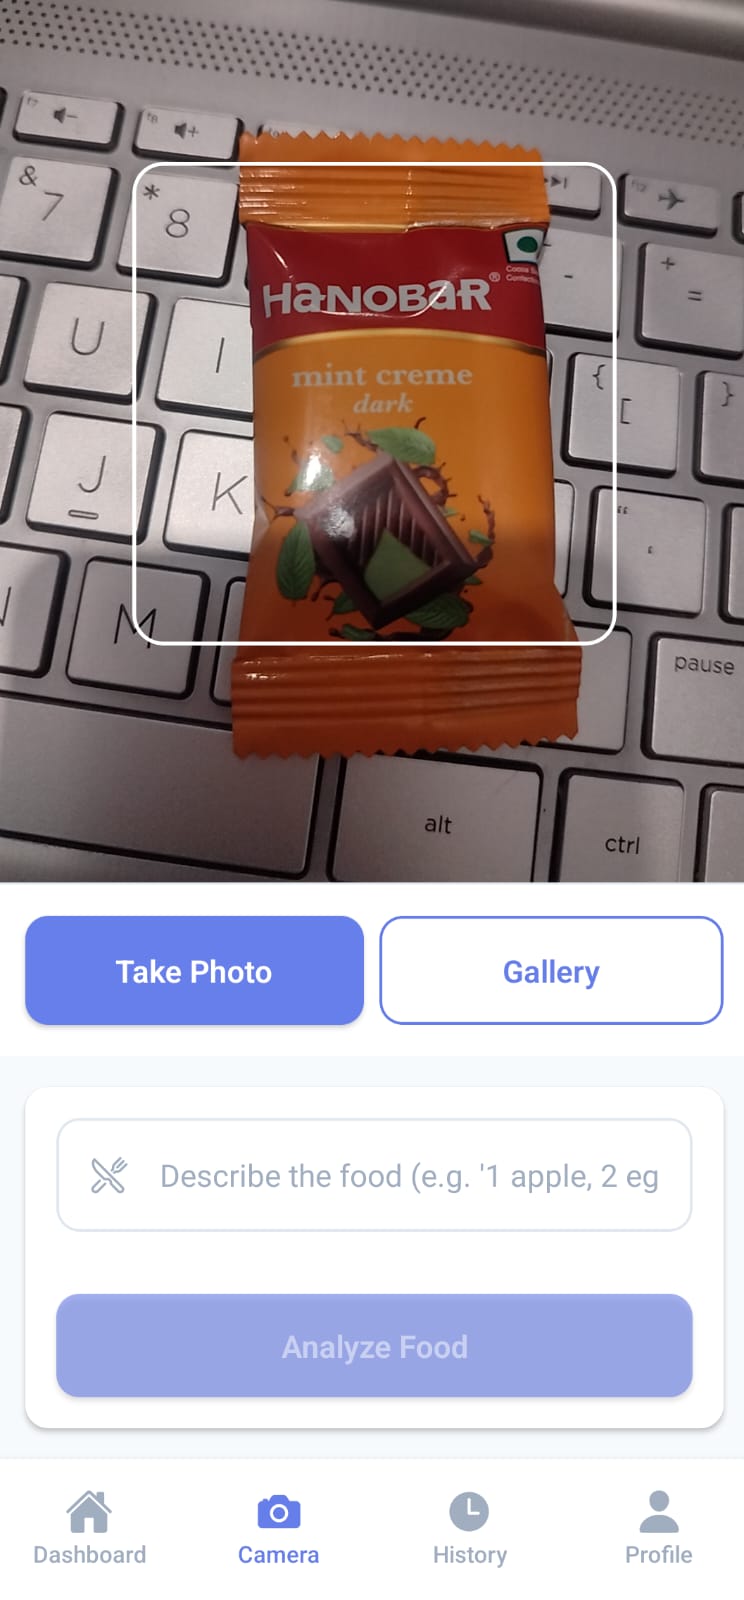 &
7
*
8
HANOBAR®
mint creme
dark
+
=
-
U
I
{
[
}
J
K
M
pause
alt
ctrl
Take Photo
Gallery
Describe the food (e.g. '1 apple, 2 eg
Analyze Food
Dashboard
Camera
History
Profile